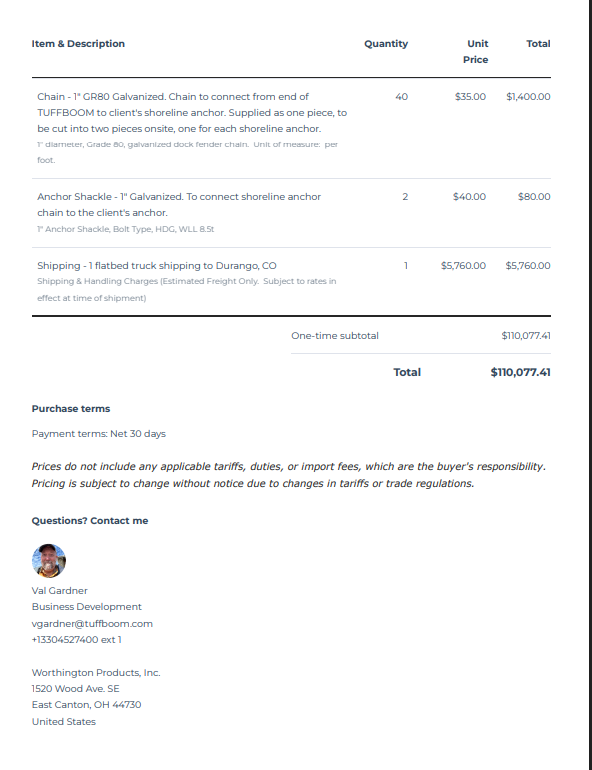 Item & Description Quantity Unit Price Total
Chain - 1" GR80 Galvanized. Chain to connect from end of 40 $35.00 $1,400.00
TUFFBOOM to client's shoreline anchor. Supplied as one piece, to
be cut into two pieces onsite, one for each shoreline anchor.
1" diameter, Grade 80, galvanized dock fender chain. Unit of measure: per
foot.
Anchor Shackle - 1" Galvanized. To connect shoreline anchor 2 $40.00 $80.00
chain to the client's anchor.
1" Anchor Shackle, Bolt Type, HDG, WLL 8.5t
Shipping - 1 flatbed truck shipping to Durango, CO 1 $5,760.00 $5,760.00
Shipping & Handling Charges (Estimated Freight Only. Subject to rates in
effect at time of shipment)
One-time subtotal $110,077.41
Total $110,077.41
Purchase terms
Payment terms: Net 30 days
Prices do not include any applicable tariffs, duties, or import fees, which are the buyer's responsibility.
Pricing is subject to change without notice due to changes in tariffs or trade regulations.
Questions? Contact me
Val Gardner
Business Development
vgardner@tuffboom.com
+13304527400 ext 1
Worthington Products, Inc.
1520 Wood Ave. SE
East Canton, OH 44730
United States